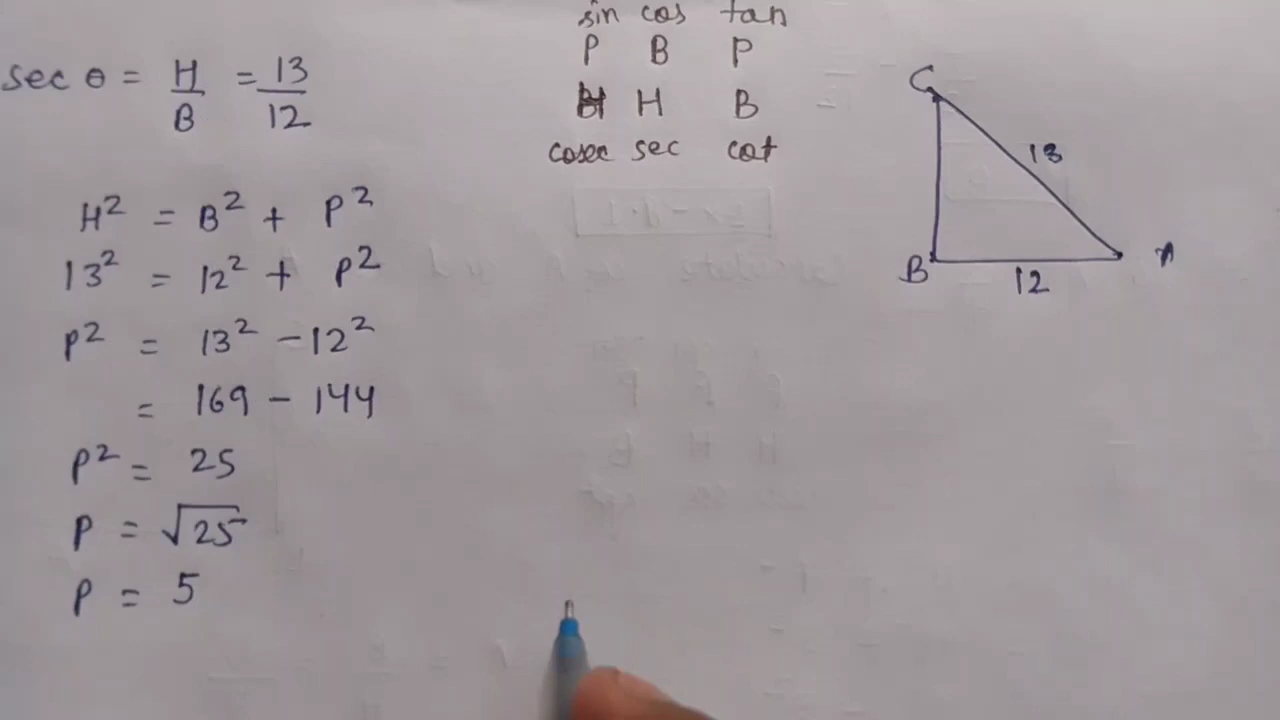 sin cos tan
P B P
H H B
cosec sec cot
sec θ = H/B = 13/12
H² = B² + P²
13² = 12² + P²
P² = 13² - 12²
= 169 - 144
P² = 25
P = √25
P = 5
C
13
B
12
A